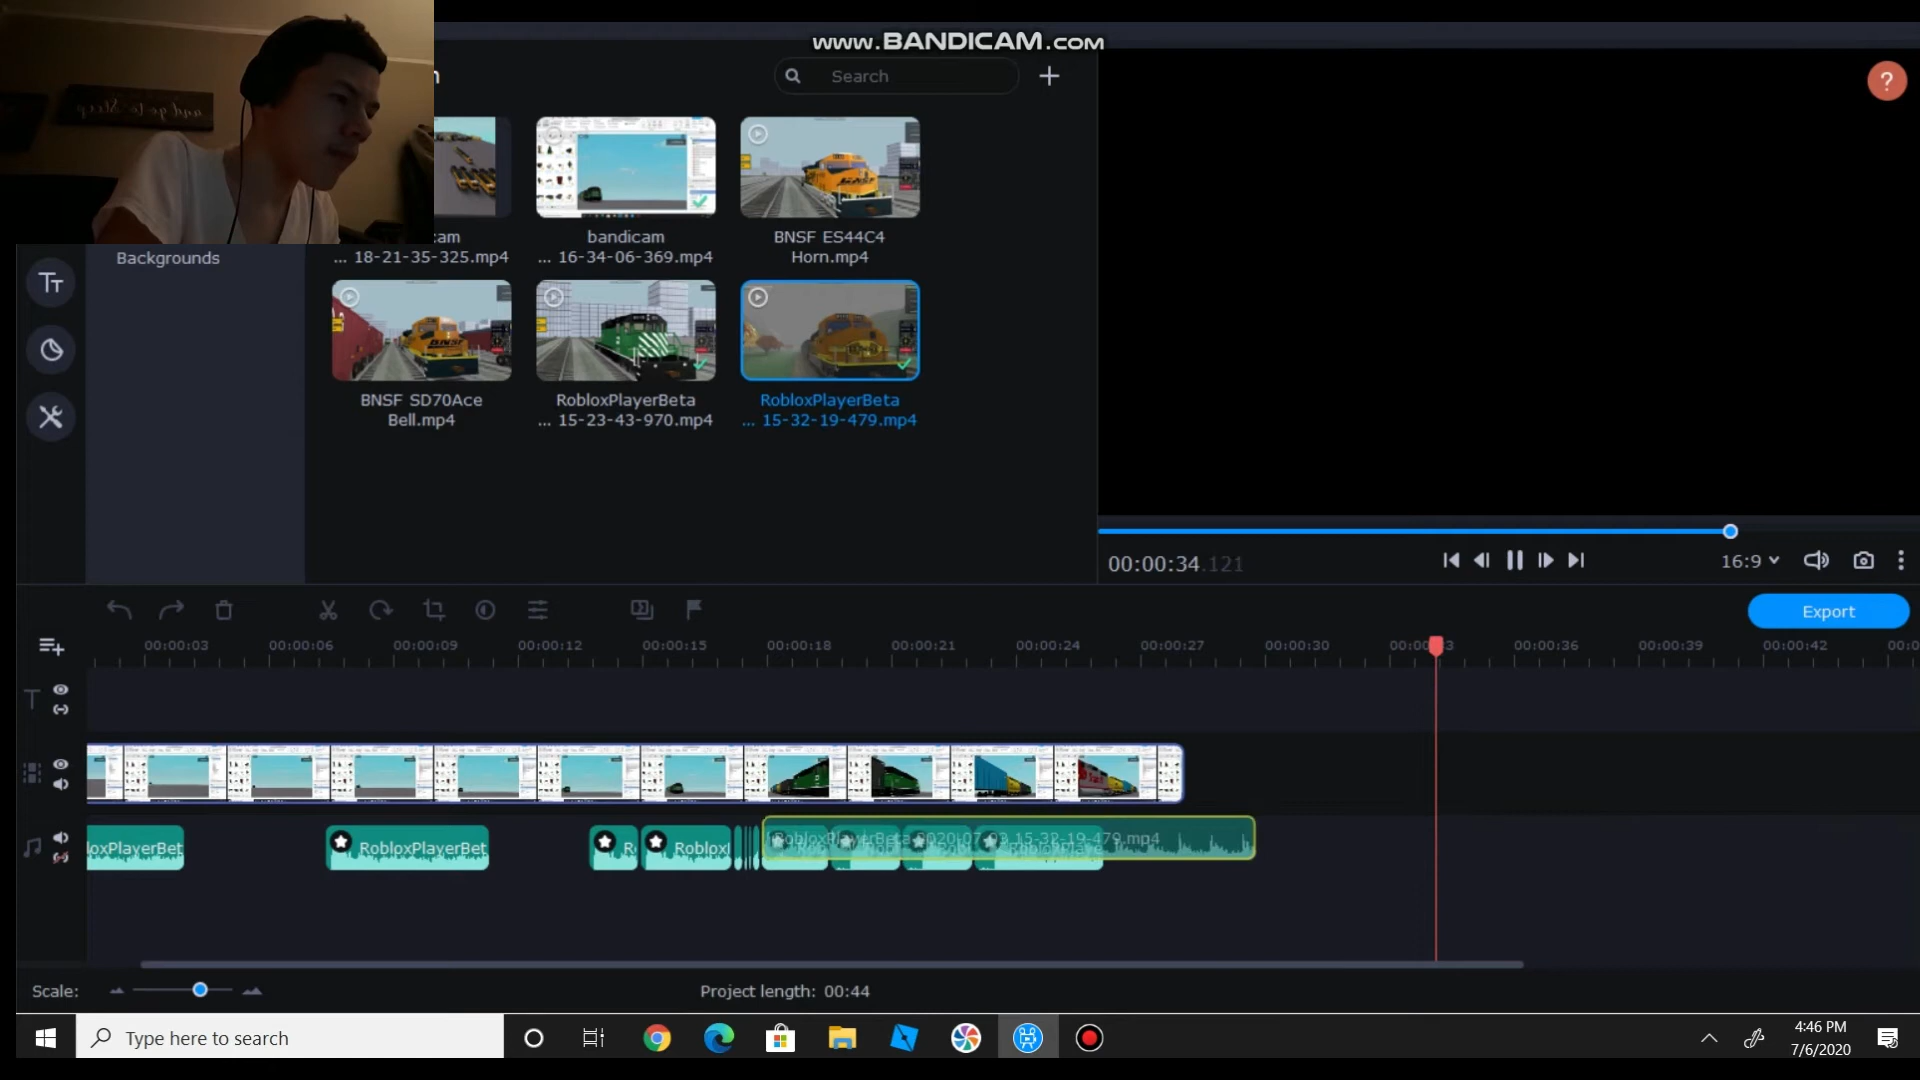 www.BANDICAM.com
Search
?
and go to sleep
am
... 18-21-35-325.mp4
bandicam
... 16-34-06-369.mp4
BNSF ES44C4
Horn.mp4
Backgrounds
BNSF SD70Ace
Bell.mp4
RobloxPlayerBeta
... 15-23-43-970.mp4
RobloxPlayerBeta
... 15-32-19-479.mp4
00:00:34.121
16:9
Export
00:00:03 00:00:06 00:00:09 00:00:12 00:00:15 00:00:18 00:00:21 00:00:24 00:00:27 00:00:30 00:00:36 00:00:39 00:00:42
loxPlayerBet
RobloxPlayerBet
R
Roblox
RobloxPlayerBeta 2020-07-03 15-32-19-479.mp4
Scale:
Project length: 00:44
Type here to search
4:46 PM
7/6/2020